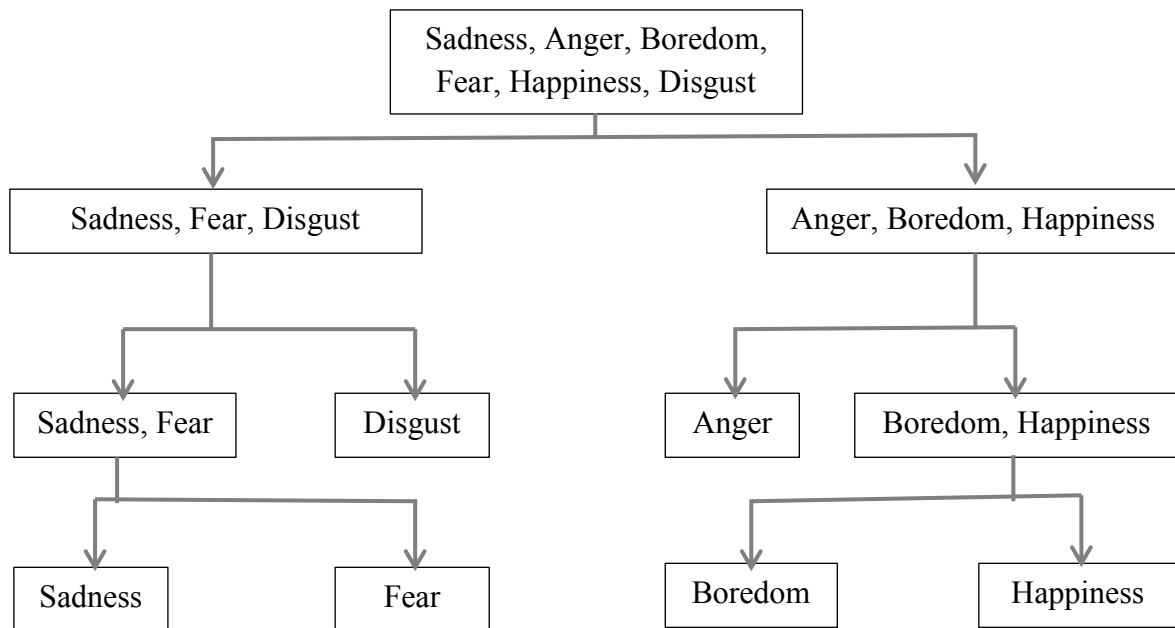 Sadness, Anger, Boredom,
Fear, Happiness, Disgust
Sadness, Fear, Disgust
Anger, Boredom, Happiness
Sadness, Fear
Disgust
Anger
Boredom, Happiness
Sadness
Fear
Boredom
Happiness